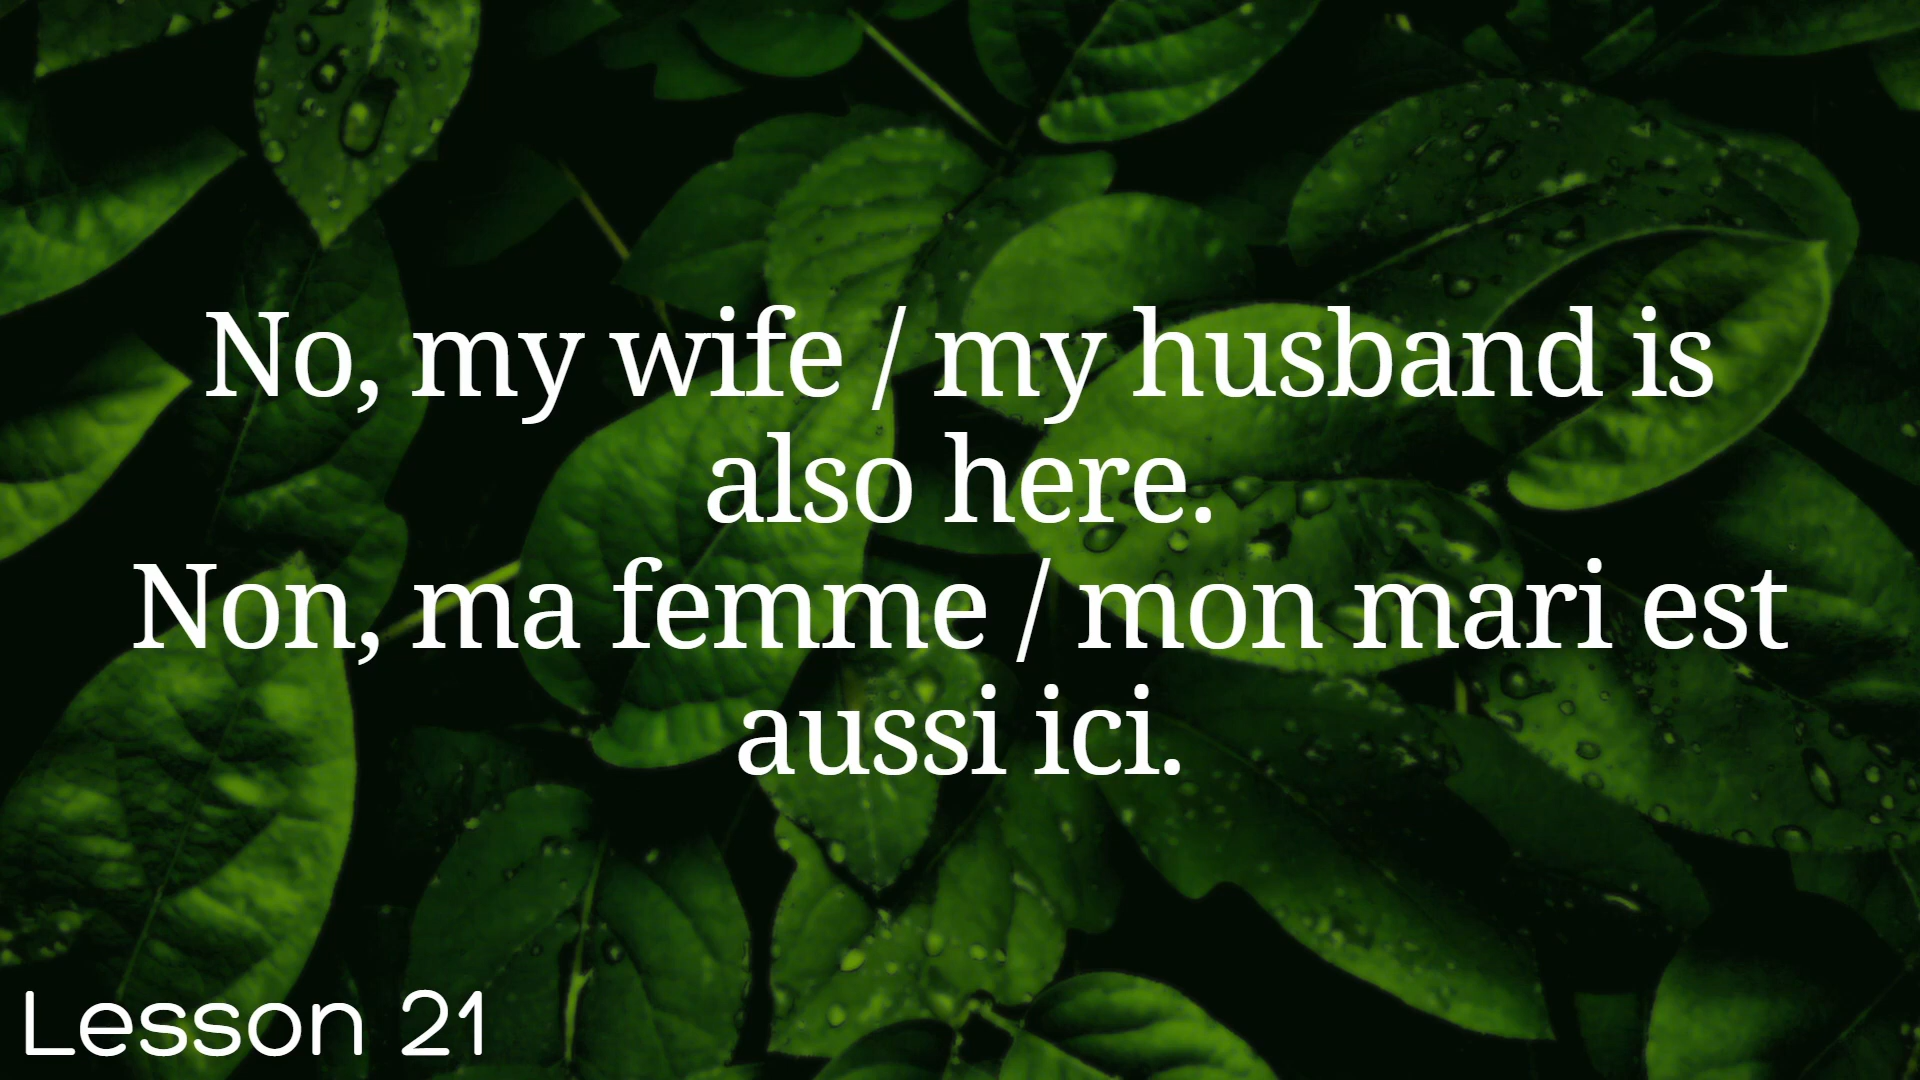 No, my wife / my husband is
also here.
Non, ma femme / mon mari est
aussi ici.
Lesson 21